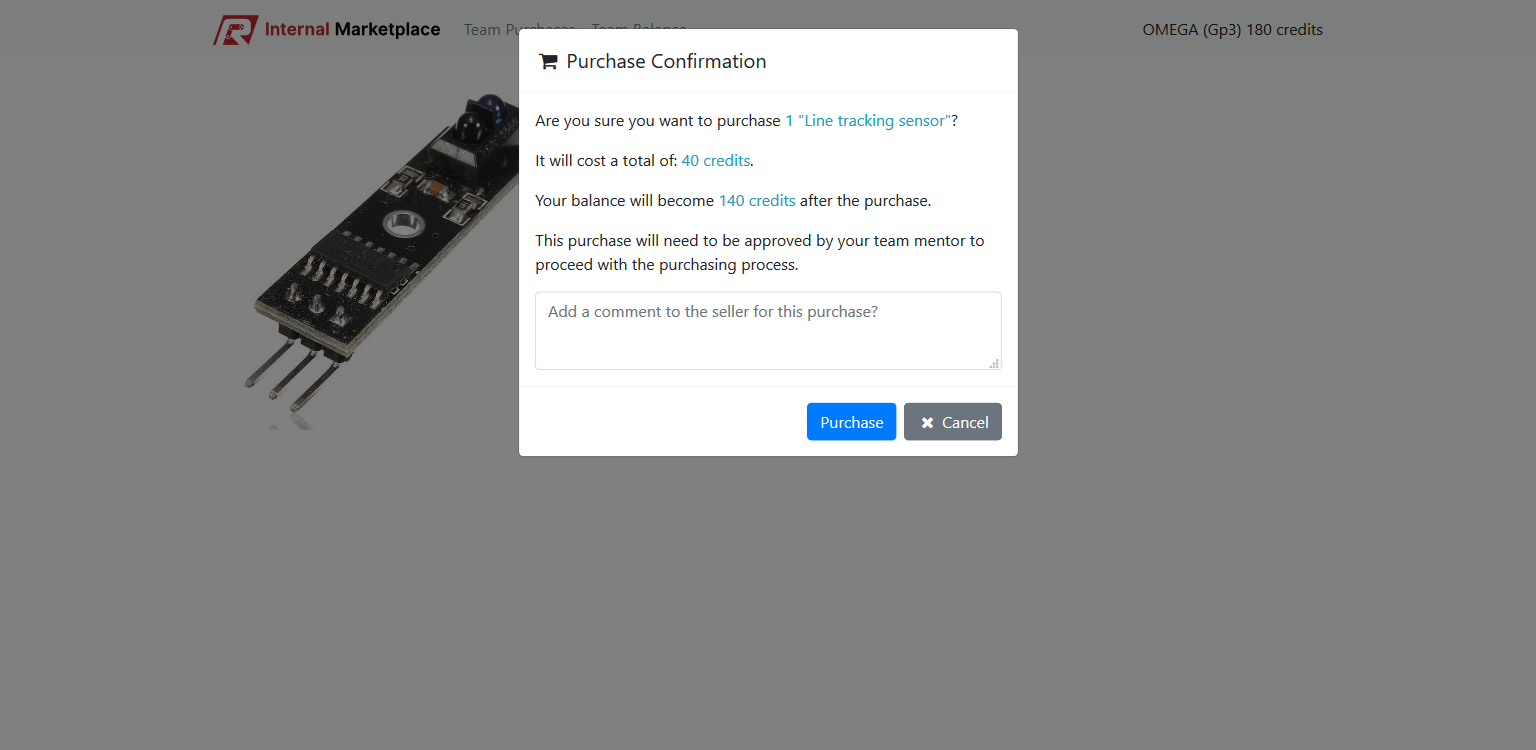 Internal Marketplace
Team Purchases
Team Balance
OMEGA (Gp3) 180 credits
Purchase Confirmation
Are you sure you want to purchase 1 "Line tracking sensor"?
It will cost a total of: 40 credits.
Your balance will become 140 credits after the purchase.
This purchase will need to be approved by your team mentor to
proceed with the purchasing process.
Add a comment to the seller for this purchase?
Purchase
Cancel